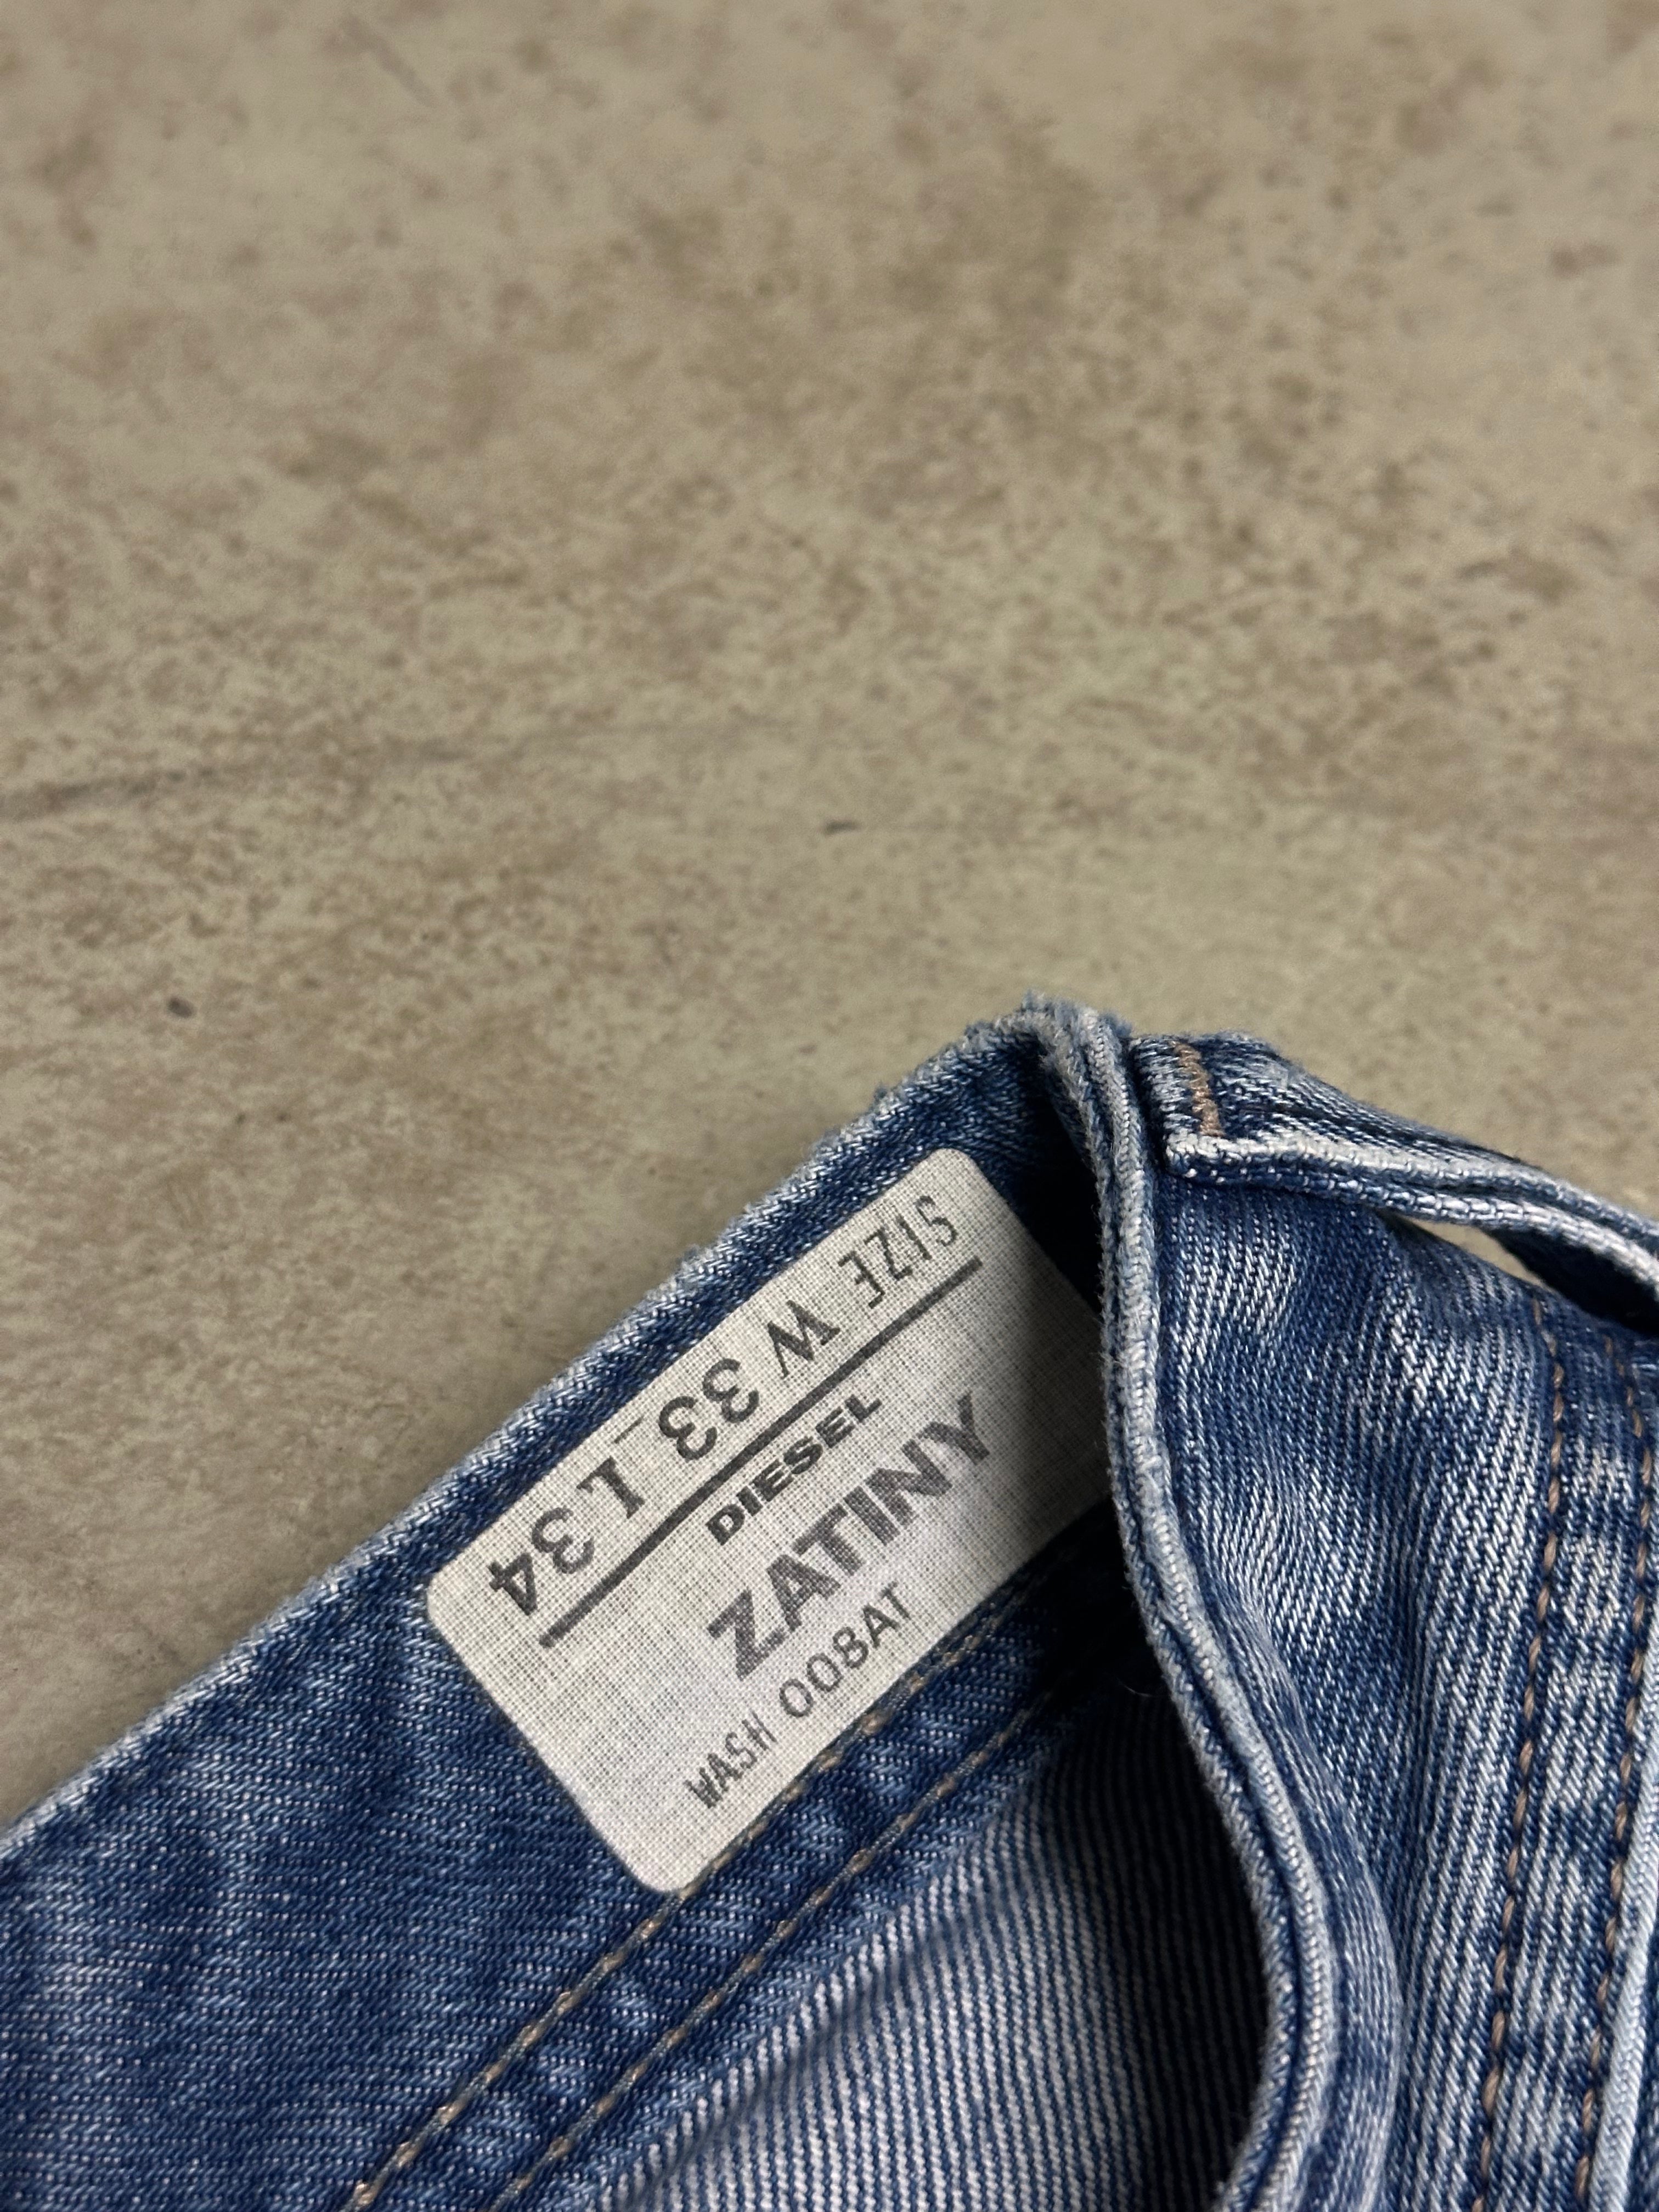 SIZE W 33 L 34
DIESEL
ZATINY
WASH 008AT